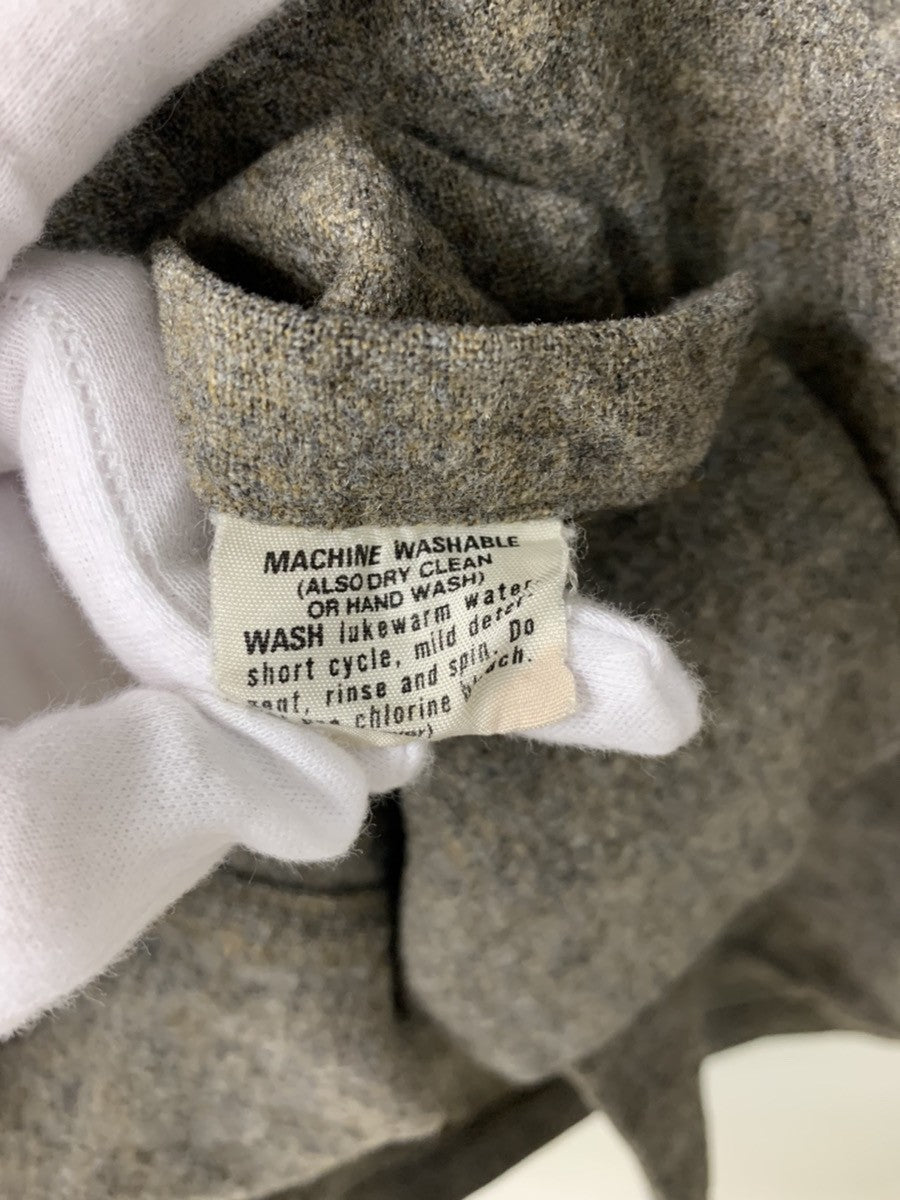 MACHINE WASHABLE
(ALSO DRY CLEAN
OR HAND WASH)
WASH lukewarm water
short cycle, mild deter
gent, rinse and spin. Do
chlorine